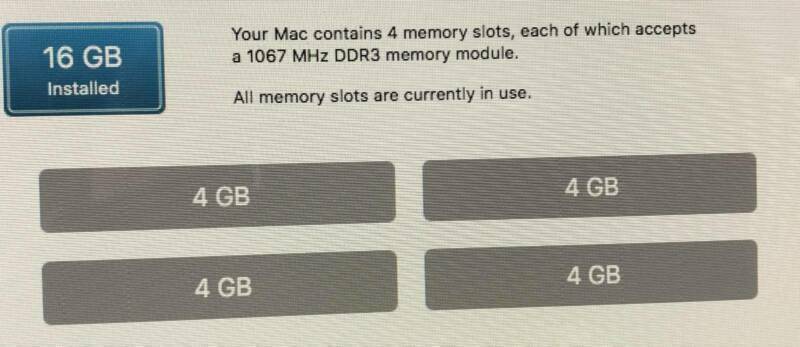 16 GB
Installed
Your Mac contains 4 memory slots, each of which accepts
a 1067 MHz DDR3 memory module.
All memory slots are currently in use.
4 GB
4 GB
4 GB
4 GB